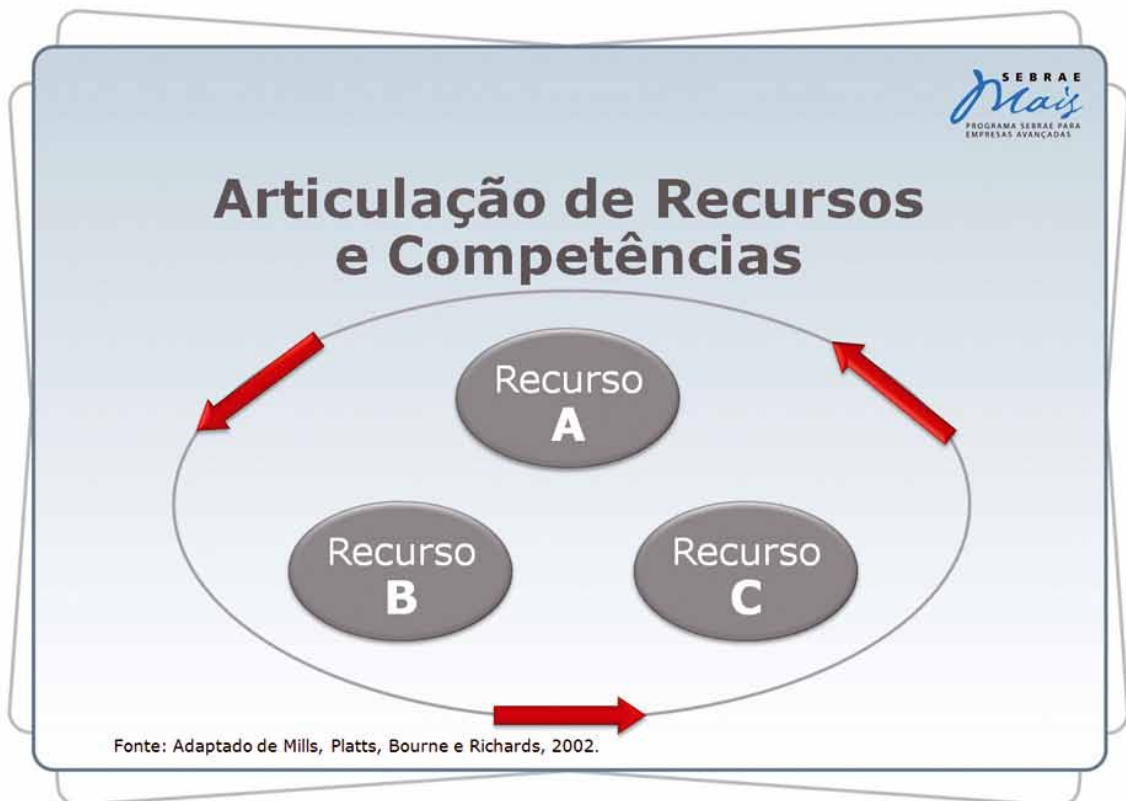 SEBRAE
Mais
PROGRAMA SEBRAE PARA
EMPRESAS AVANÇADAS
Articulação de Recursos
e Competências
Recurso
A
Recurso
B
Recurso
C
Fonte: Adaptado de Mills, Platts, Bourne e Richards, 2002.